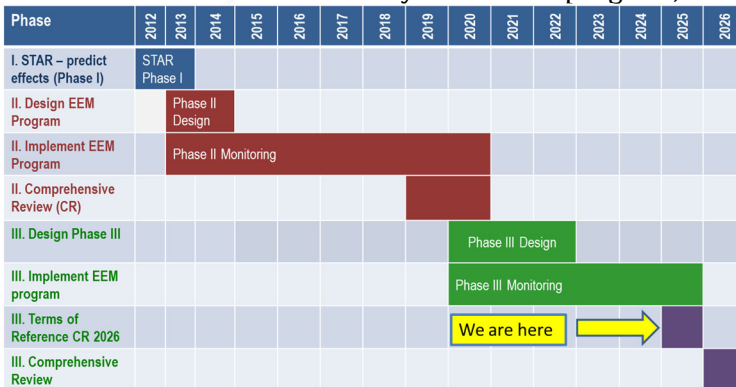 Phase 2012 2013 2014 2015 2016 2017 2018 2019 2020 2021 2022 2023 2024 2025 2026
I. STAR – predict
effects (Phase I)
STAR
Phase I
II. Design EEM
Program
Phase II
Design
II. Implement EEM
Program
Phase II Monitoring
II. Comprehensive
Review (CR)
III. Design Phase III
Phase III Design
III. Implement EEM
program
Phase III Monitoring
III. Terms of
Reference CR 2026
We are here
III. Comprehensive
Review